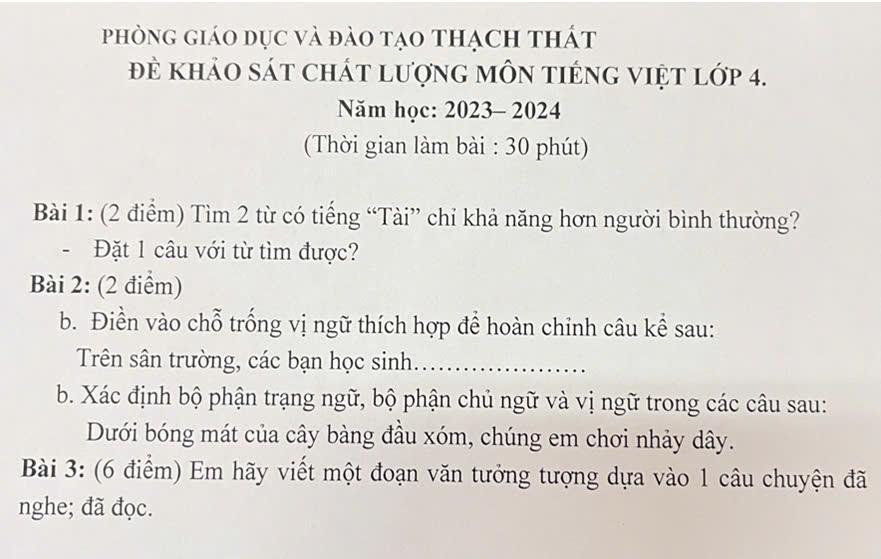 PHÒNG GIÁO DỤC VÀ ĐÀO TẠO THẠCH THẤT
ĐỀ KHẢO SÁT CHẤT LƯỢNG MÔN TIẾNG VIỆT LỚP 4.
Năm học: 2023– 2024
(Thời gian làm bài : 30 phút)
Bài 1: (2 điểm) Tìm 2 từ có tiếng “Tài” chỉ khả năng hơn người bình thường?
- Đặt 1 câu với từ tìm được?
Bài 2: (2 điểm)
b. Điền vào chỗ trống vị ngữ thích hợp để hoàn chỉnh câu kể sau:
Trên sân trường, các bạn học sinh......................
b. Xác định bộ phận trạng ngữ, bộ phận chủ ngữ và vị ngữ trong các câu sau:
Dưới bóng mát của cây bàng đầu xóm, chúng em chơi nhảy dây.
Bài 3: (6 điểm) Em hãy viết một đoạn văn tưởng tượng dựa vào 1 câu chuyện đã
nghe; đã đọc.